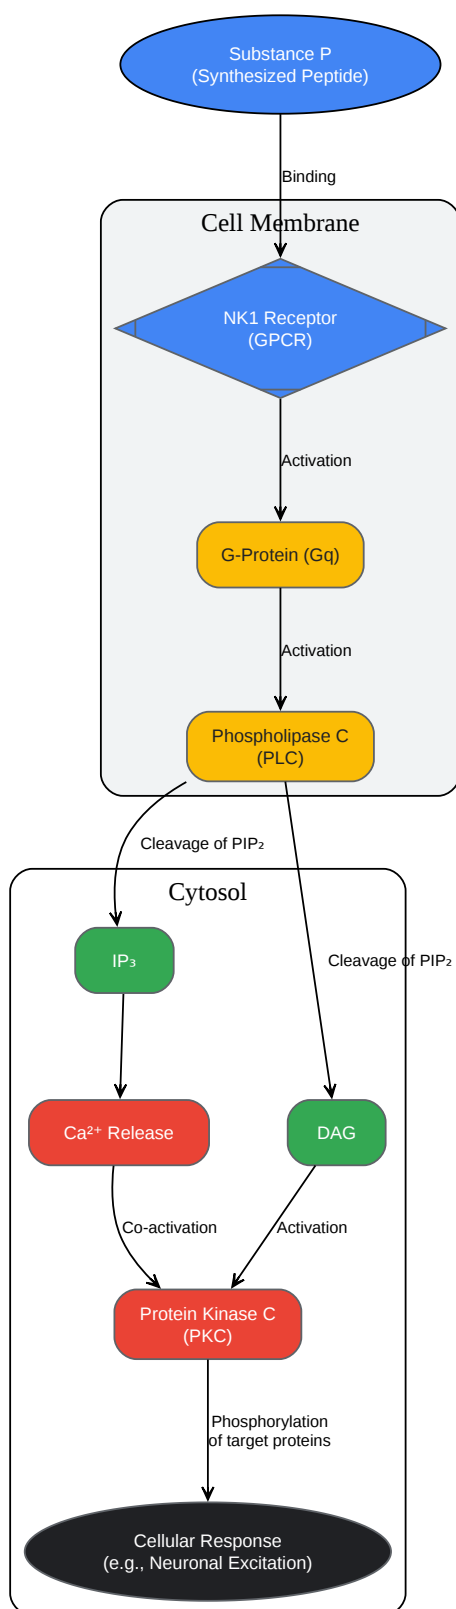 Substance P
(Synthesized Peptide)
Binding
Cell Membrane
NK1 Receptor
(GPCR)
Activation
G-Protein (Gq)
Activation
Phospholipase C
(PLC)
Cleavage of PIP₂
Cytosol
IP₃
Cleavage of PIP₂
Ca²⁺ Release
DAG
Co-activation
Activation
Protein Kinase C
(PKC)
Phosphorylation
of target proteins
Cellular Response
(e.g., Neuronal Excitation)